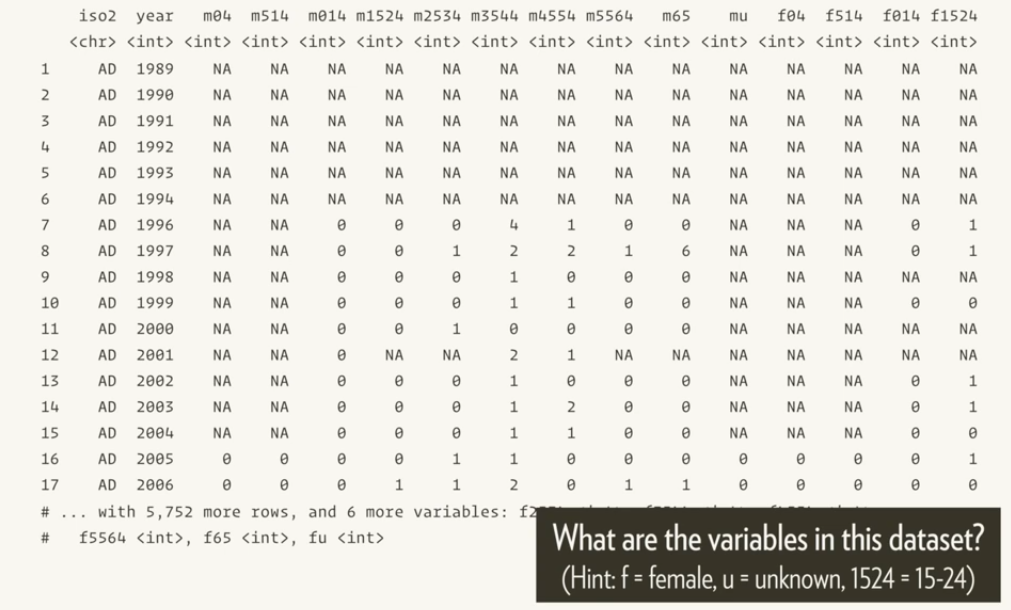 iso2 year m04 m514 m014 m1524 m2534 m3544 m4554 m5564 m65 mu f04 f514 f014 f1524
<chr> <int> <int> <int> <int> <int> <int> <int> <int> <int> <int> <int> <int> <int> <int> <int>
1 AD 1989 NA NA NA NA NA NA NA NA NA NA NA NA NA NA
2 AD 1990 NA NA NA NA NA NA NA NA NA NA NA NA NA NA
3 AD 1991 NA NA NA NA NA NA NA NA NA NA NA NA NA NA
4 AD 1992 NA NA NA NA NA NA NA NA NA NA NA NA NA NA
5 AD 1993 NA NA NA NA NA NA NA NA NA NA NA NA NA NA
6 AD 1994 NA NA NA NA NA NA NA NA NA NA NA NA NA NA
7 AD 1996 NA NA 0 0 0 4 1 0 0 NA NA NA 0 1
8 AD 1997 NA NA 0 0 1 2 2 1 6 NA NA NA 0 1
9 AD 1998 NA NA 0 0 0 1 0 0 0 NA NA NA NA NA
10 AD 1999 NA NA 0 0 0 1 1 0 0 NA NA NA 0 0
11 AD 2000 NA NA 0 0 1 0 0 0 0 NA NA NA NA NA
12 AD 2001 NA NA 0 NA NA 2 1 NA NA NA NA NA NA NA
13 AD 2002 NA NA 0 0 0 1 0 0 0 NA NA NA 0 1
14 AD 2003 NA NA 0 0 0 1 2 0 0 NA NA NA 0 1
15 AD 2004 NA NA 0 0 0 1 1 0 0 NA NA NA 0 0
16 AD 2005 0 0 0 0 1 1 0 0 0 0 0 0 0 1
17 AD 2006 0 0 0 1 1 2 0 1 1 0 0 0 0 0
# ... with 5,752 more rows, and 6 more variables:
# f5564 <int>, f65 <int>, fu <int>
What are the variables in this dataset?
(Hint: f = female, u = unknown, 1524 = 15-24)